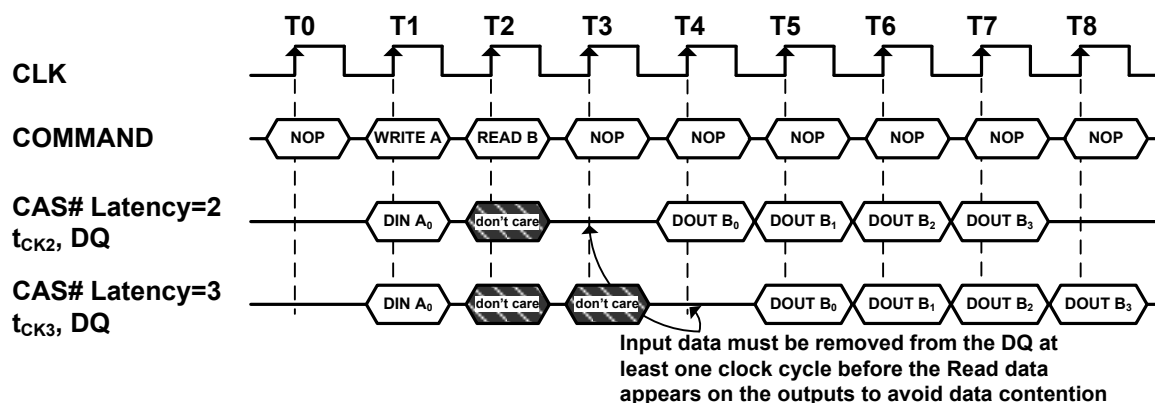 T0 T1 T2 T3 T4 T5 T6 T7 T8
CLK
COMMAND NOP WRITE A READ B NOP NOP NOP NOP NOP NOP
CAS# Latency=2
tCK2, DQ DIN A0 don't care DOUT B0 DOUT B1 DOUT B2 DOUT B3
CAS# Latency=3
tCK3, DQ DIN A0 don't care don't care DOUT B0 DOUT B1 DOUT B2 DOUT B3
Input data must be removed from the DQ at
least one clock cycle before the Read data
appears on the outputs to avoid data contention